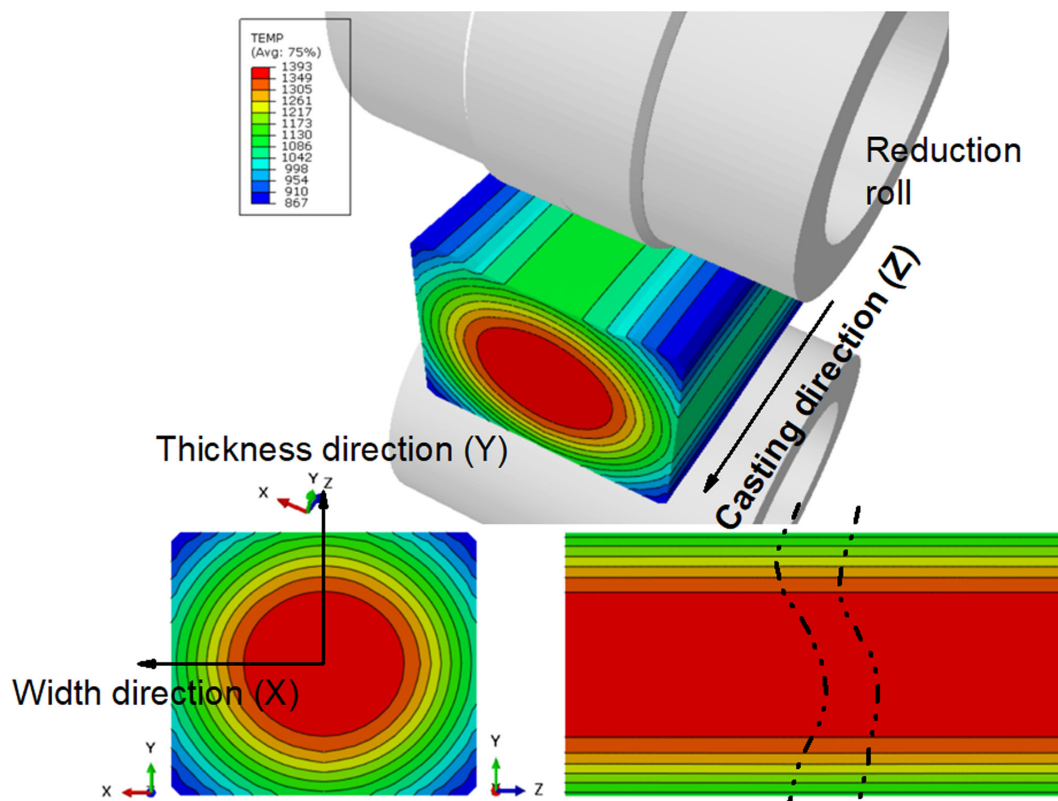 TEMP
(Avg: 75%)
1393
1349
1305
1261
1217
1173
1130
1086
1042
998
954
910
867
Reduction
roll
Casting direction (Z)
Thickness direction (Y)
X
Y
Z
Width direction (X)
Y
X
Y
Z